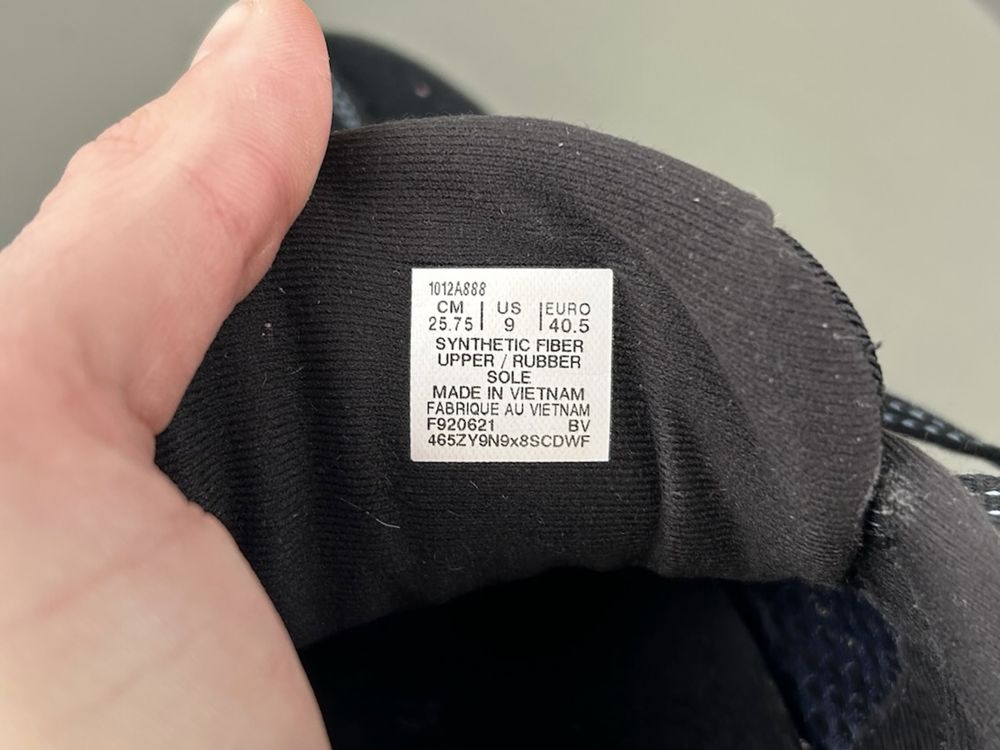 1012A888
CM | US | EURO
25.75 | 9 | 40.5
SYNTHETIC FIBER
UPPER / RUBBER
SOLE
MADE IN VIETNAM
FABRIQUE AU VIETNAM
F920621 BV
465ZY9N9x8SCDWF